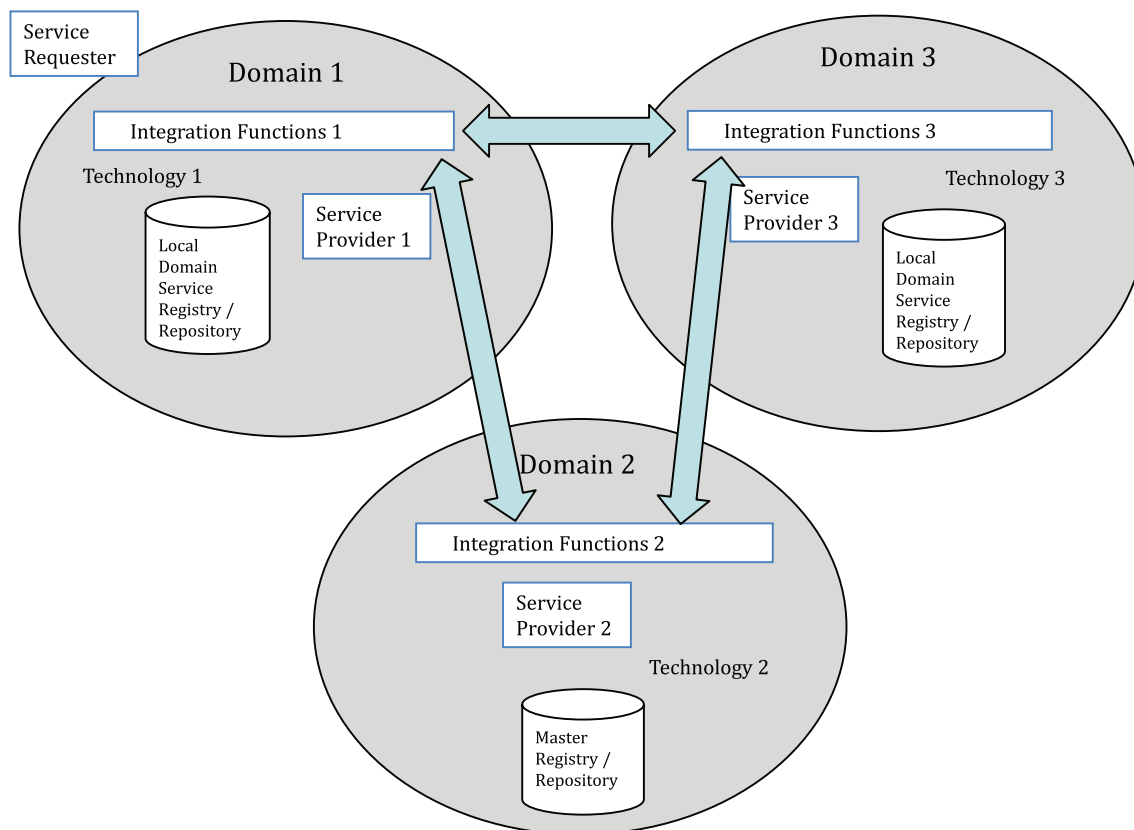 Service
Requester
Domain 1
Integration Functions 1
Technology 1
Service
Provider 1
Local
Domain
Service
Registry /
Repository
Domain 3
Integration Functions 3
Technology 3
Service
Provider 3
Local
Domain
Service
Registry /
Repository
Domain 2
Integration Functions 2
Service
Provider 2
Technology 2
Master
Registry /
Repository